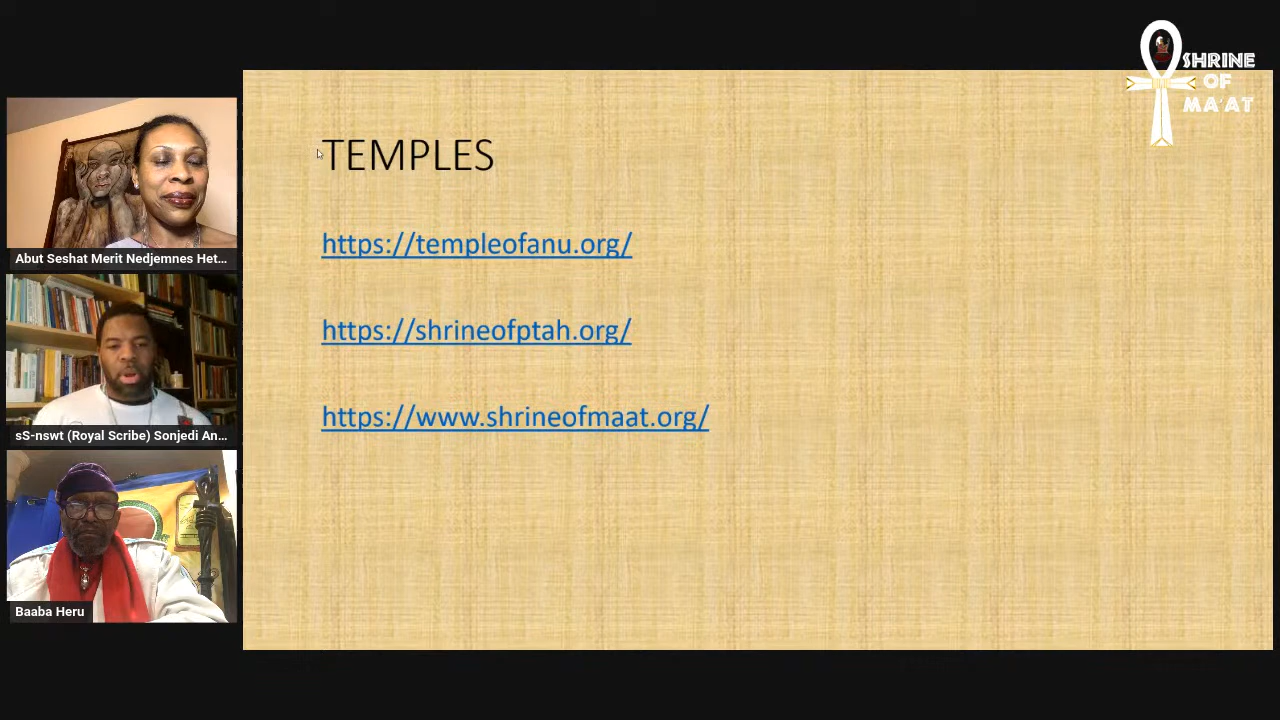 SHRINE
OF
MA'AT
TEMPLES
https://templeofanu.org/
https://shrineofptah.org/
https://www.shrineofmaat.org/
Abut Seshat Merit Nedjemnes Het...
sS-nswt (Royal Scribe) Sonjedi An...
Baaba Heru